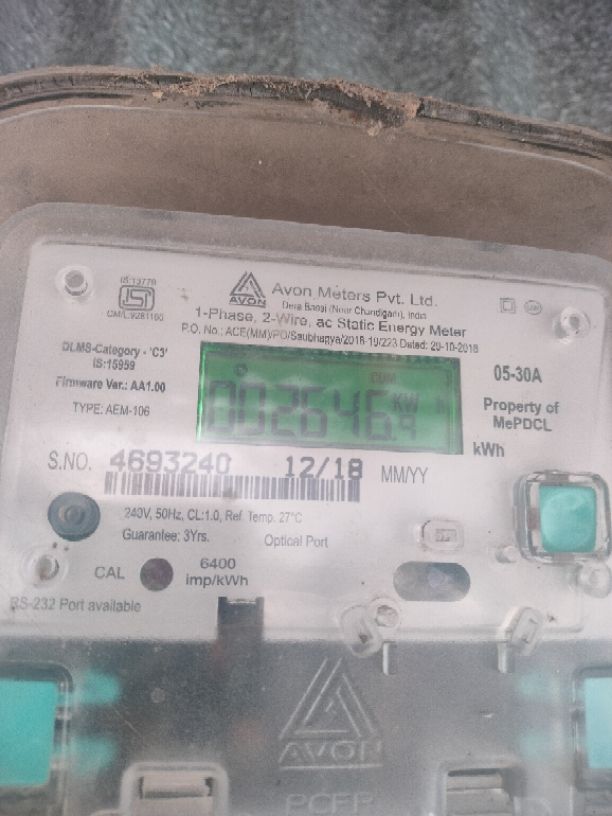 IS:13779
CM/L:9281160
AVON
Avon Meters Pvt. Ltd.
Dera Bassi (Near Chandigarh), India
1-Phase, 2-Wire, ac Static Energy Meter
P.O. No.: ACE(MM)/PD/Saubhagya/2018-19/223 Dated: 29-10-2018
DLMS-Category - 'C3'
IS:15959
Firmware Ver.: AA1.00
TYPE: AEM-106
CUM
002646.9
KW h
kWh
05-30A
Property of
MePDCL
S.NO. 4693240 12/18 MM/YY
240V, 50Hz, CL:1.0, Ref. Temp. 27°C
Guarantee: 3Yrs. Optical Port
CAL
6400
imp/kWh
RS-232 Port available
AVON